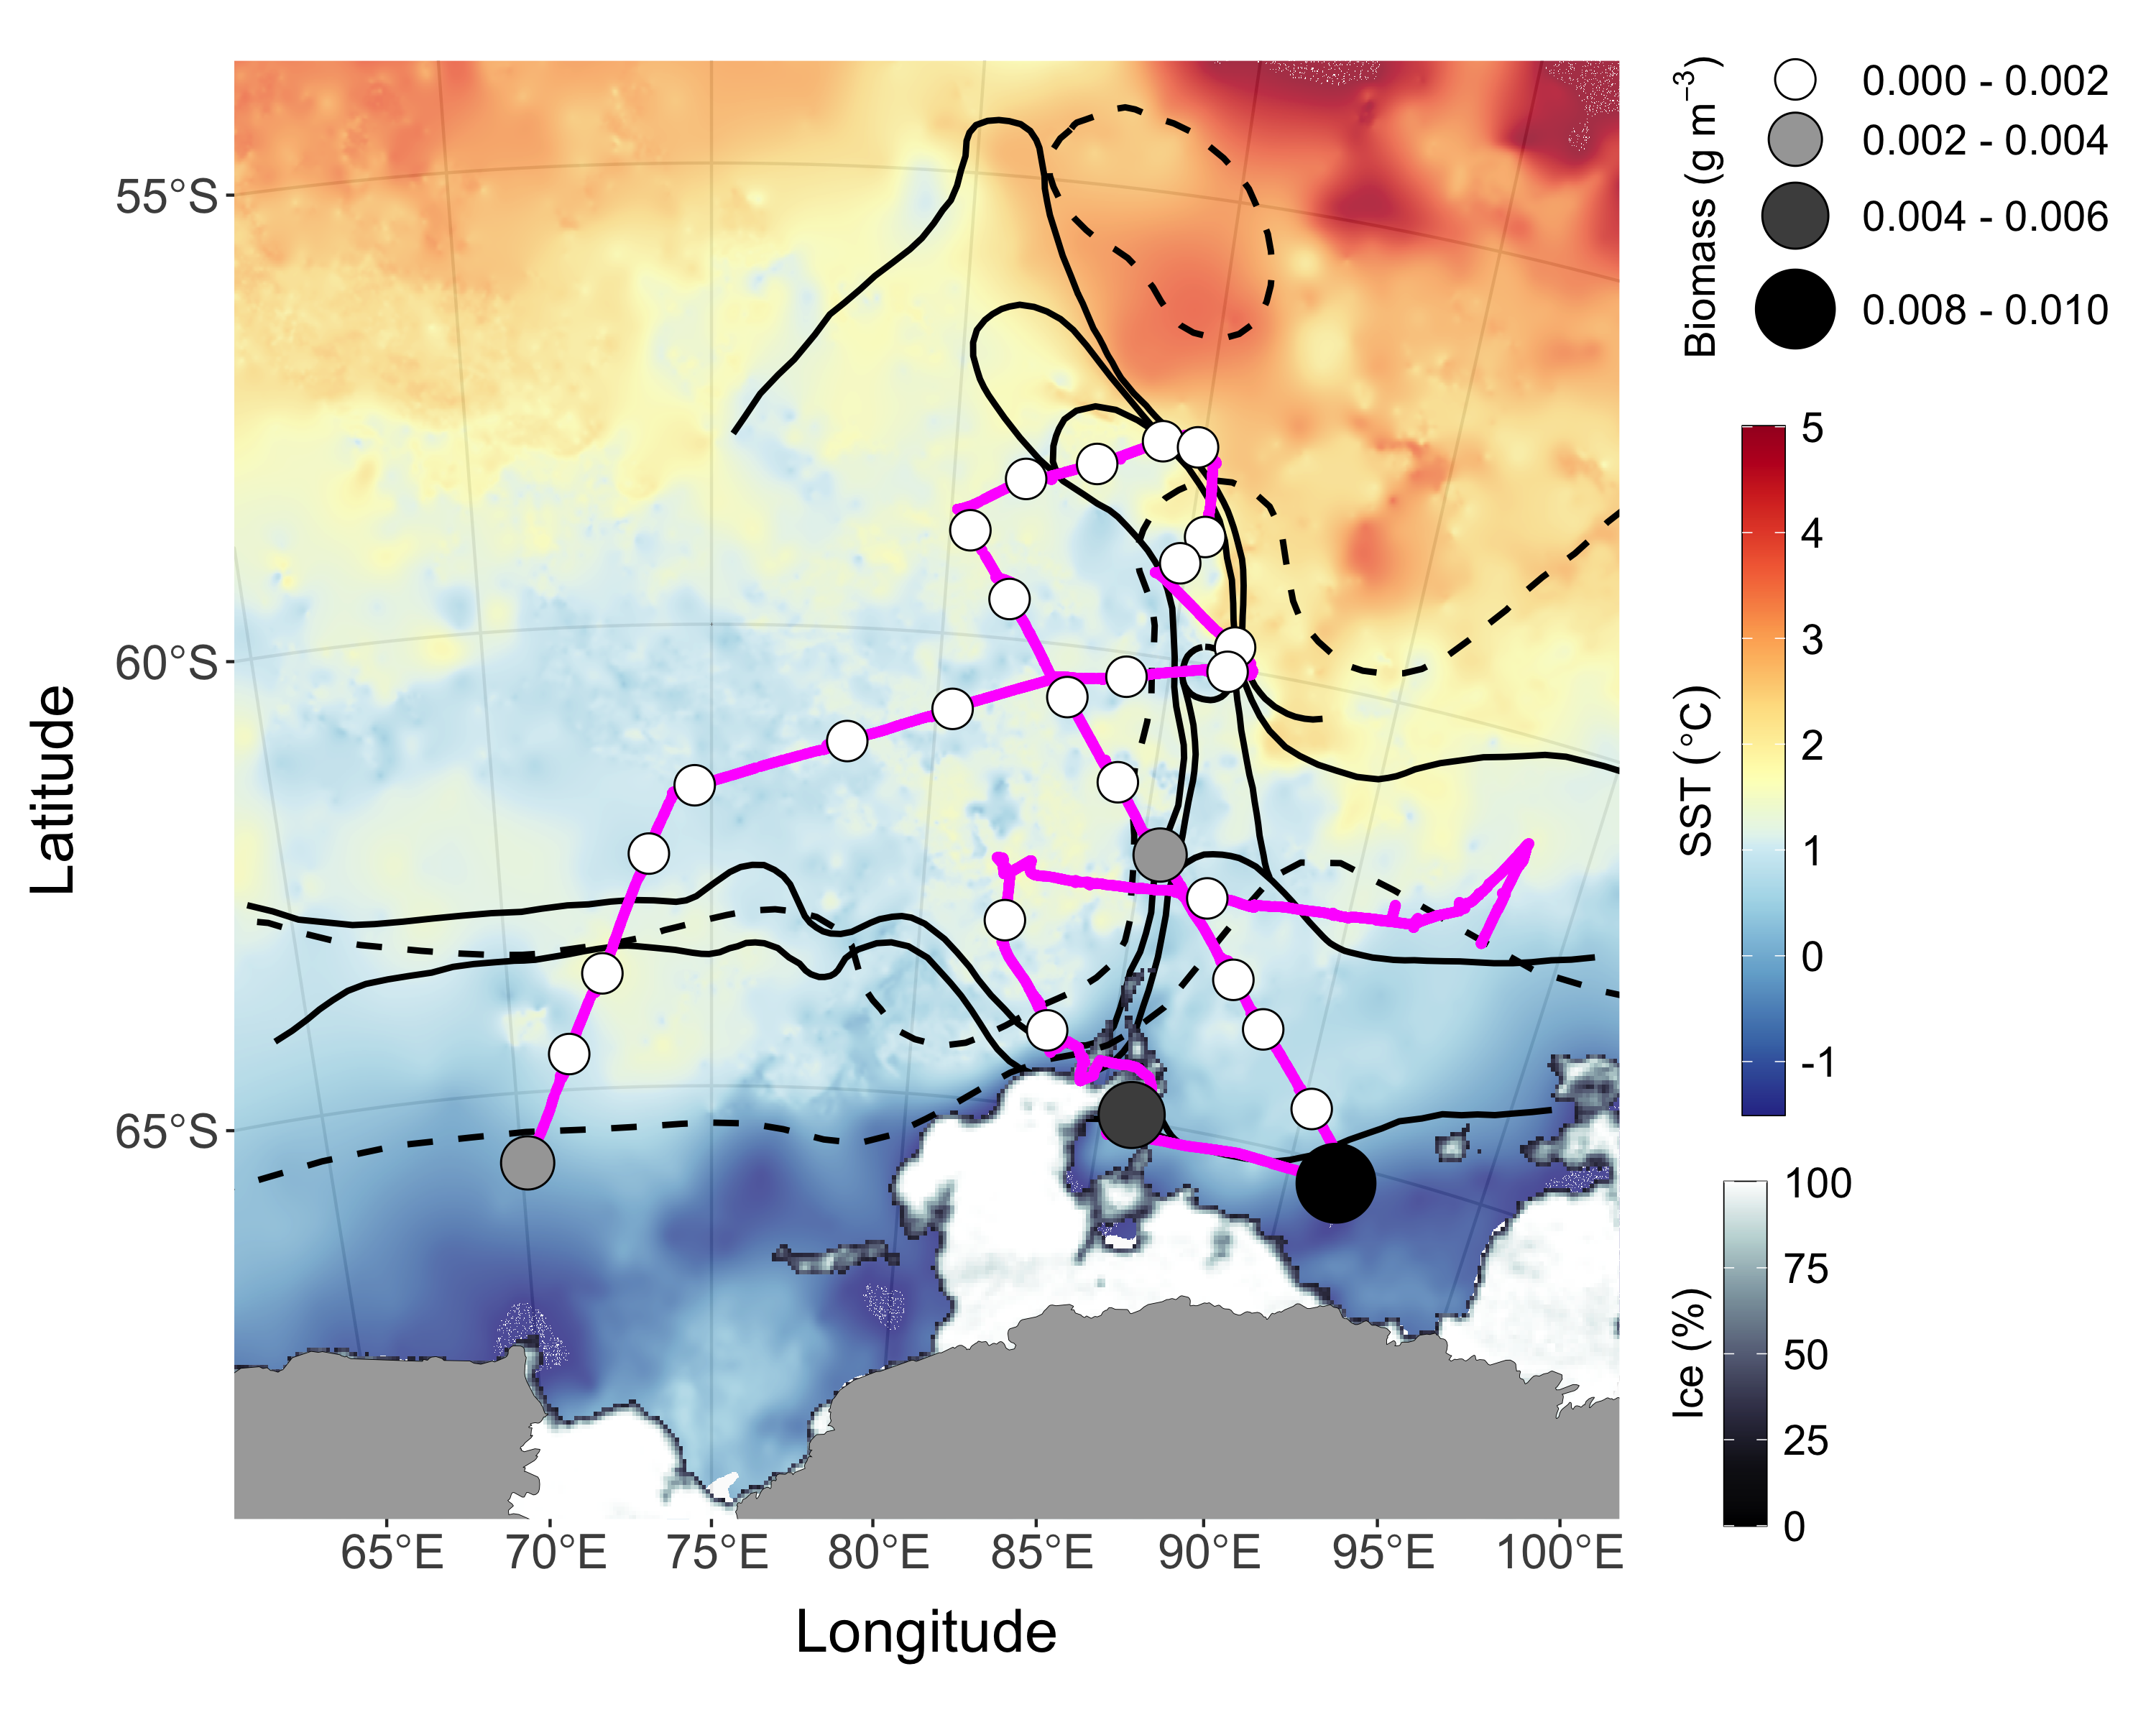 55°S
60°S
65°S
Latitude
65°E 70°E 75°E 80°E 85°E 90°E 95°E 100°E
Longitude
Biomass (g m⁻³)
0.000 - 0.002
0.002 - 0.004
0.004 - 0.006
0.008 - 0.010
SST (°C)
5
4
3
2
1
0
-1
Ice (%)
100
75
50
25
0